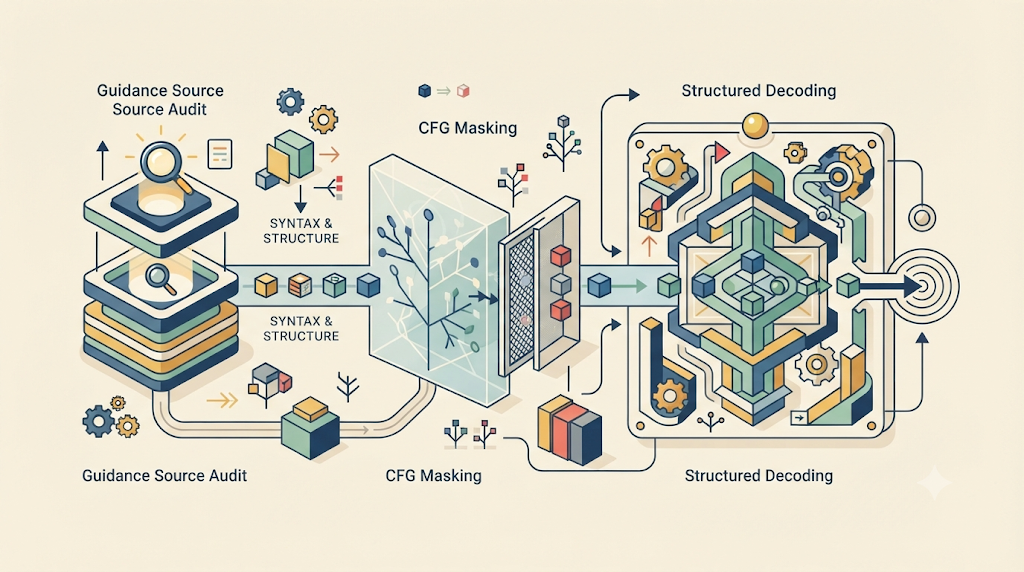 Guidance Source
Source Audit
CFG Masking
Structured Decoding
SYNTAX &
STRUCTURE
SYNTAX &
STRUCTURE
Guidance Source Audit
CFG Masking
Structured Decoding